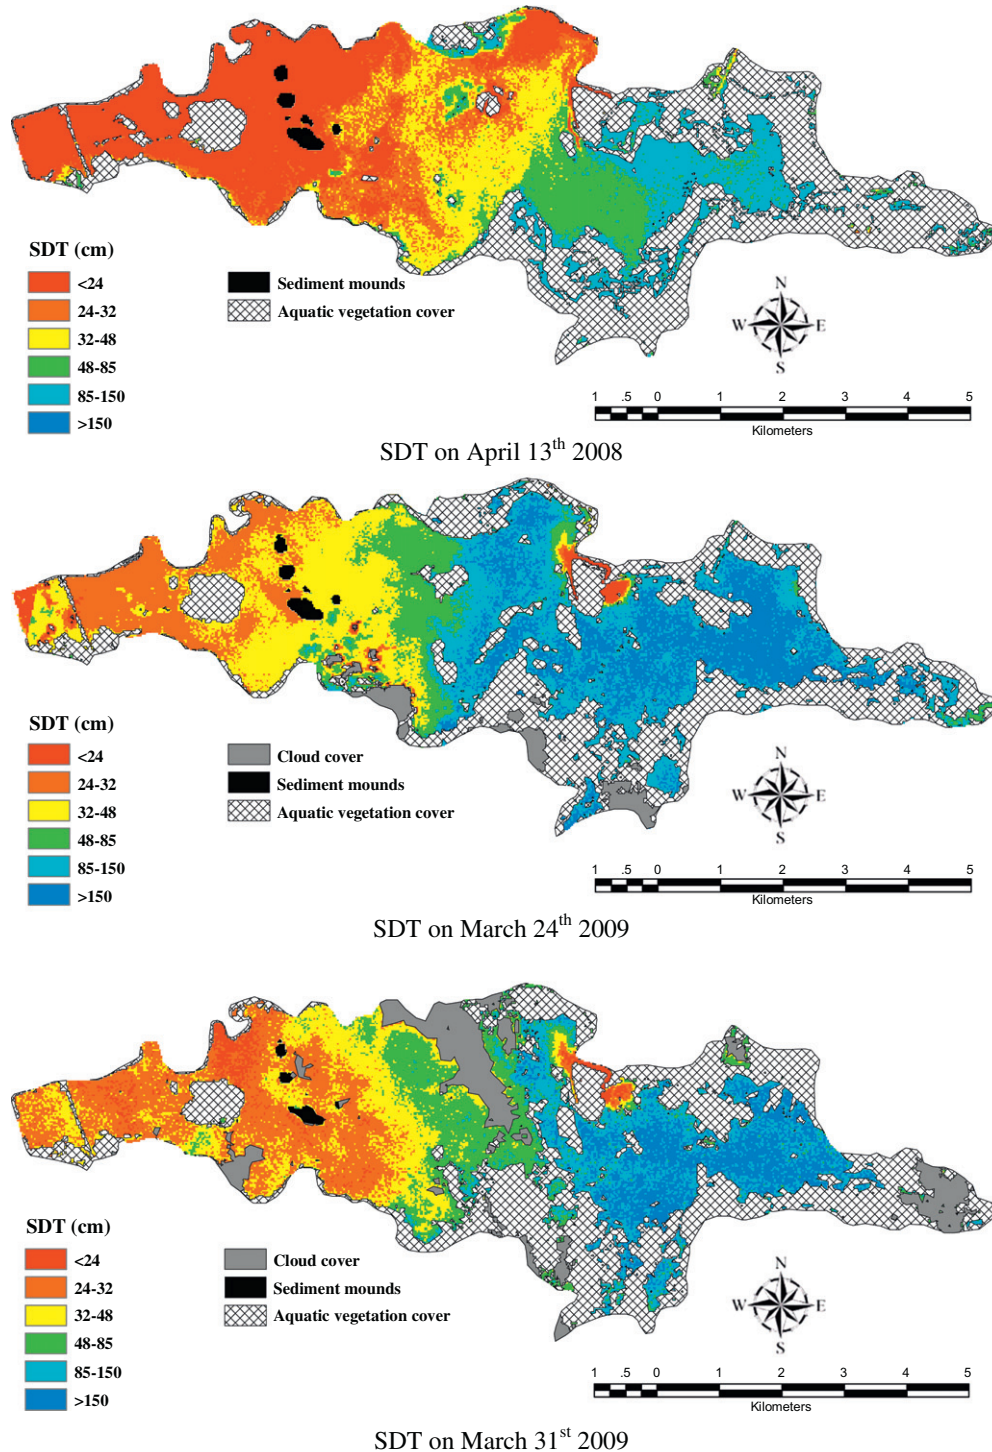 SDT (cm)
<24
24-32
32-48
48-85
85-150
>150
Sediment mounds
Aquatic vegetation cover
N
W E
S
1 .5 0 1 2 3 4 5
Kilometers
SDT on April 13th 2008
SDT (cm)
<24
24-32
32-48
48-85
85-150
>150
Cloud cover
Sediment mounds
Aquatic vegetation cover
N
W E
S
1 .5 0 1 2 3 4 5
Kilometers
SDT on March 24th 2009
SDT (cm)
<24
24-32
32-48
48-85
85-150
>150
Cloud cover
Sediment mounds
Aquatic vegetation cover
N
W E
S
1 .5 0 1 2 3 4 5
Kilometers
SDT on March 31st 2009